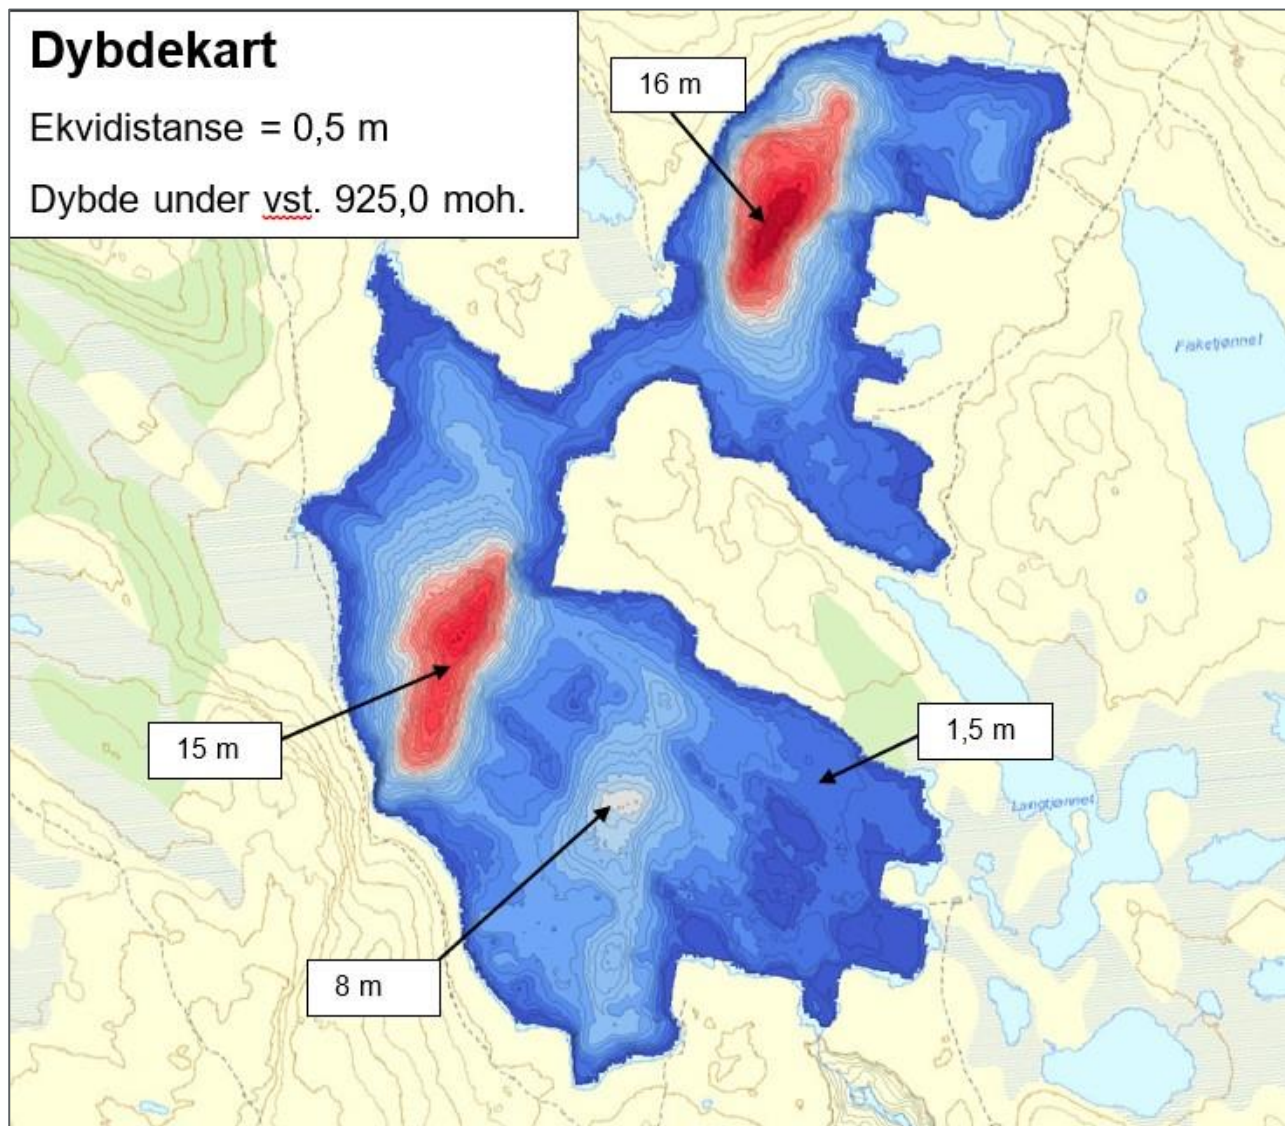 Dybdekart
Ekvidistanse = 0,5 m
Dybde under vst. 925,0 moh.
16 m
Fisketjønnet
15 m
1,5 m
Langtjønnet
8 m